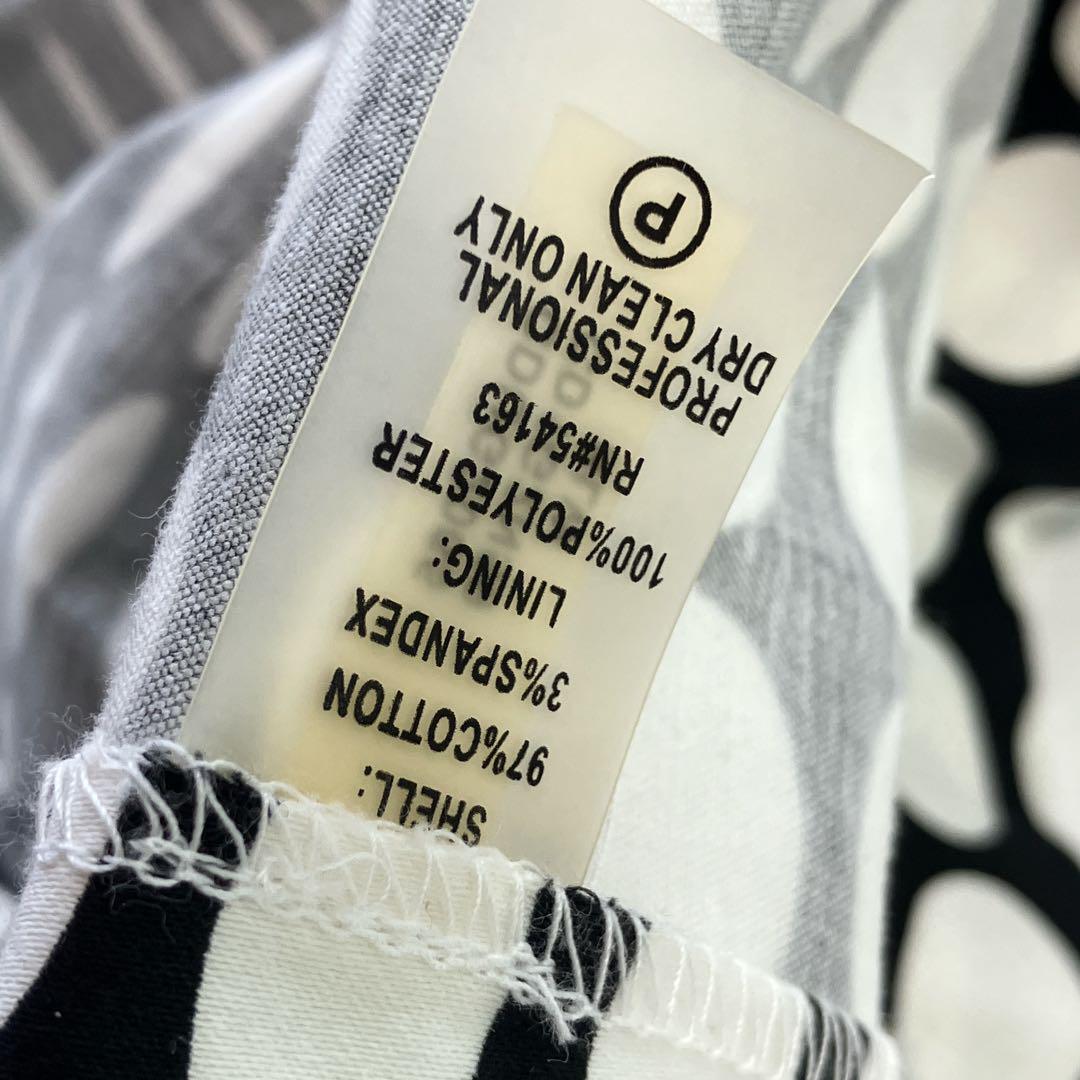 SHELL:
97%COTTON
3%SPANDEX
LINING:
100%POLYESTER
RN#54163
PROFESSIONAL
DRY CLEAN ONLY
P